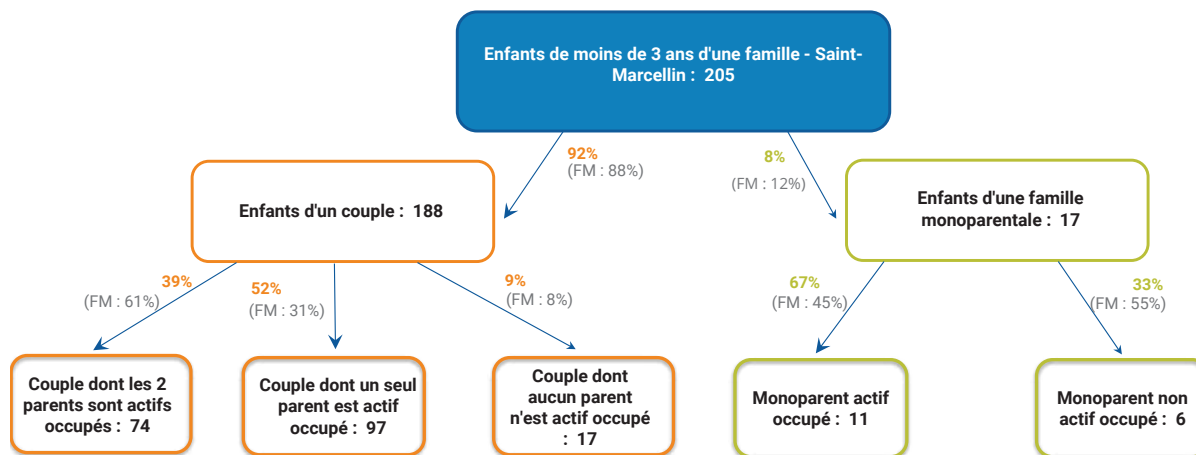 Enfants de moins de 3 ans d'une famille - Saint-
Marcellin : 205
92%
(FM : 88%)
8%
(FM : 12%)
Enfants d'un couple : 188
Enfants d'une famille
monoparentale : 17
39%
(FM : 61%)
52%
(FM : 31%)
9%
(FM : 8%)
67%
(FM : 45%)
33%
(FM : 55%)
Couple dont les 2
parents sont actifs
occupés : 74
Couple dont un seul
parent est actif
occupé : 97
Couple dont
aucun parent
n'est actif occupé
: 17
Monoparent actif
occupé : 11
Monoparent non
actif occupé : 6